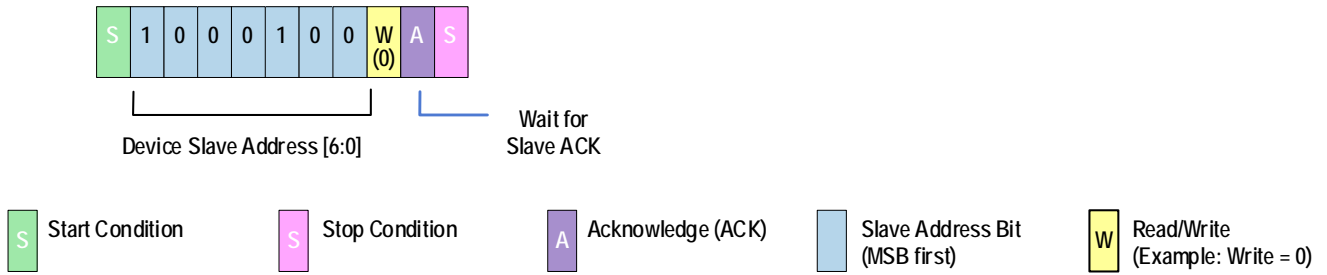 S 1 0 0 0 1 0 0 W A S
(0)
Device Slave Address [6:0]
Wait for
Slave ACK
S Start Condition
S Stop Condition
A Acknowledge (ACK)
Slave Address Bit
(MSB first)
W Read/Write
(Example: Write = 0)